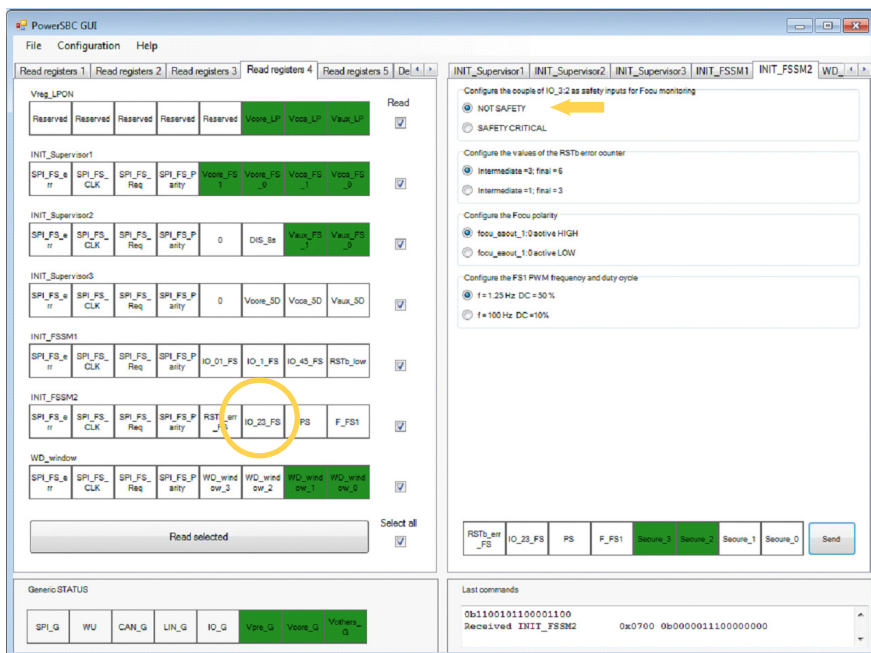 PowerSBC GUI
File Configuration Help
Read registers 1 Read registers 2 Read registers 3 Read registers 4 Read registers 5 De
Vreg_LPON
Read
Reserved Reserved Reserved Reserved Reserved Vcore_LP Vcca_LP Vaux_LP
INIT_Supervisor1
SPI_FS_err SPI_FS_CLK SPI_FS_Req SPI_FS_Parity Vcore_FS1 Vcore_FS_0 Vcca_FS_1 Vcca_FS_0
INIT_Supervisor2
SPI_FS_err SPI_FS_CLK SPI_FS_Req SPI_FS_Parity 0 DIS_8s Vaux_FS_1 Vaux_FS_0
INIT_Supervisor3
SPI_FS_err SPI_FS_CLK SPI_FS_Req SPI_FS_Parity 0 Vcore_5D Vcca_5D Vaux_5D
INIT_FSSM1
SPI_FS_err SPI_FS_CLK SPI_FS_Req SPI_FS_Parity IO_01_FS IO_1_FS IO_45_FS RSTb_low
INIT_FSSM2
SPI_FS_err SPI_FS_CLK SPI_FS_Req SPI_FS_Parity RSTb_err_FS IO_23_FS PS F_FS1
WD_window
SPI_FS_err SPI_FS_CLK SPI_FS_Req SPI_FS_Parity WD_window_3 WD_window_2 WD_window_1 WD_window_0
Read selected
Select all
Generic STATUS
SPI_G WU CAN_G LIN_G IO_G Vpre_G Vcore_G Vothers_G
INIT_Supervisor1 INIT_Supervisor2 INIT_Supervisor3 INIT_FSSM1 INIT_FSSM2 WD_
Configure the couple of IO_3:2 as safety inputs for Fccu monitoring
NOT SAFETY
SAFETY CRITICAL
Configure the values of the RSTb error counter
Intermediate =3; final = 6
Intermediate =1; final = 3
Configure the Fccu polarity
fccu_eaout_1:0 active HIGH
fccu_eaout_1:0 active LOW
Configure the FS1 PWM frequency and duty cycle
f = 1.25 Hz DC = 50 %
f = 100 Hz DC =10%
RSTb_err_FS IO_23_FS PS F_FS1 Secure_3 Secure_2 Secure_1 Secure_0 Send
Last commands
0b1100101100001100
Received INIT_FSSM2 0x0700 0b0000011100000000